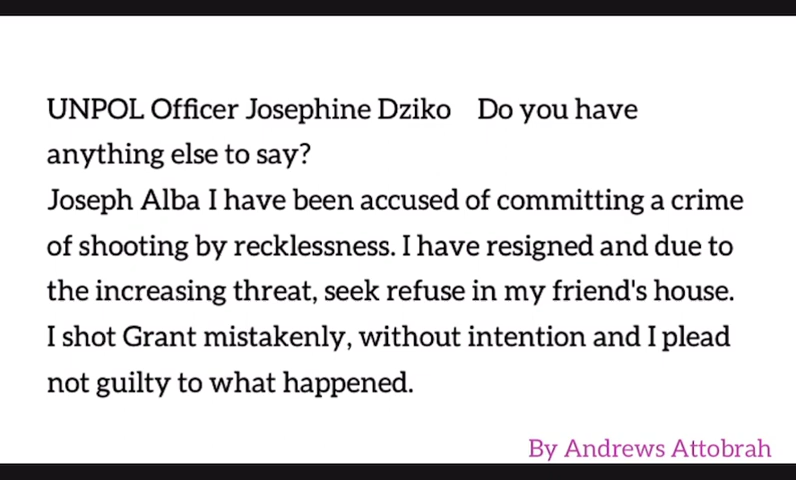 UNPOL Officer Josephine Dziko Do you have
anything else to say?
Joseph Alba I have been accused of committing a crime
of shooting by recklessness. I have resigned and due to
the increasing threat, seek refuse in my friend's house.
I shot Grant mistakenly, without intention and I plead
not guilty to what happened.
By Andrews Attobrah